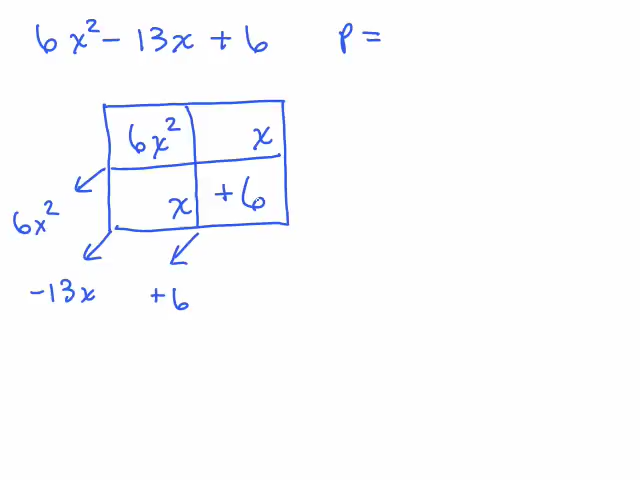 6x² - 13x + 6 P =
6x² x
x +6
6x²
-13x +6